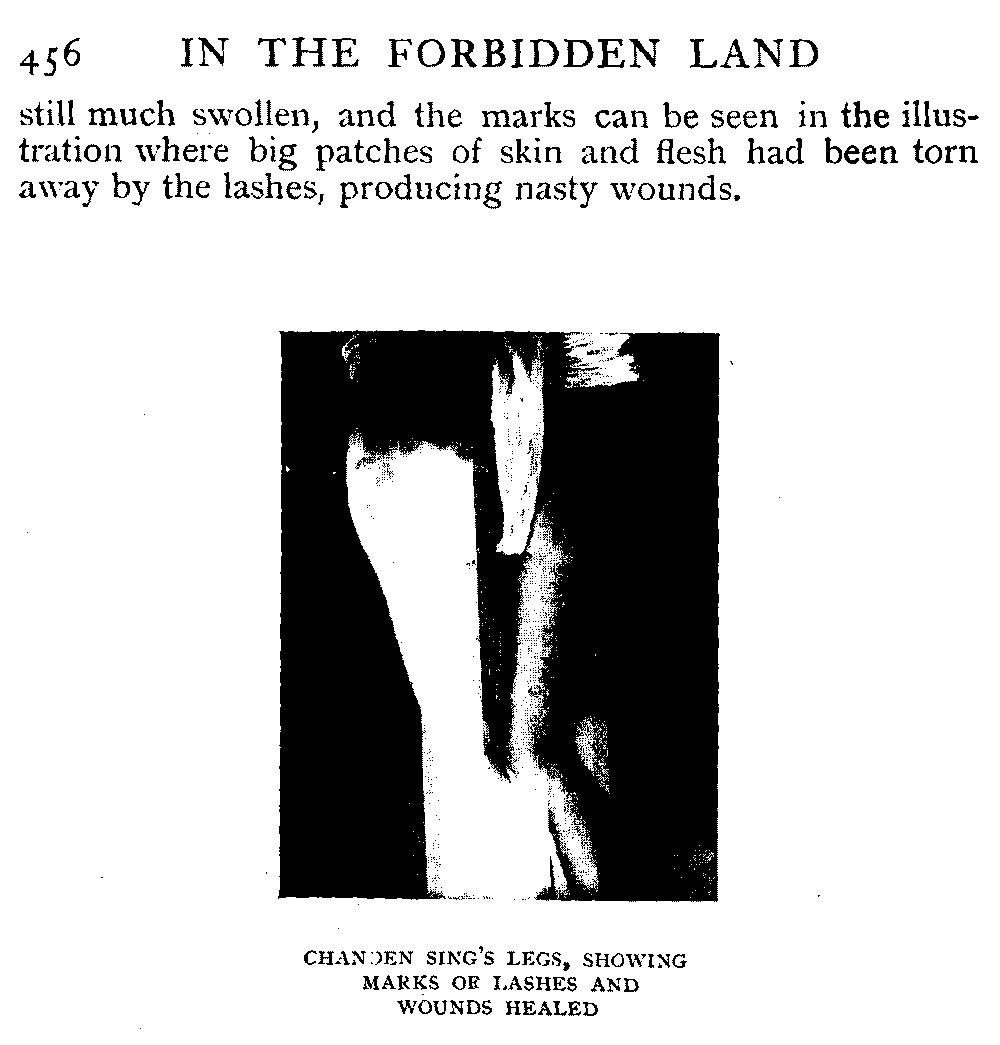 456 IN THE FORBIDDEN LAND
still much swollen, and the marks can be seen in the illus-
tration where big patches of skin and flesh had been torn
away by the lashes, producing nasty wounds.
CHANDEN SING'S LEGS, SHOWING
MARKS OF LASHES AND
WOUNDS HEALED